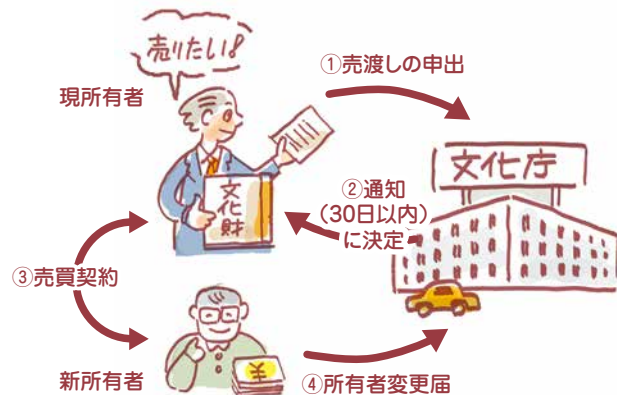 売りたい!
①売渡しの申出
現所有者
文化庁
文化財
②通知
(30日以内)
に決定
③売買契約
¥
新所有者
④所有者変更届